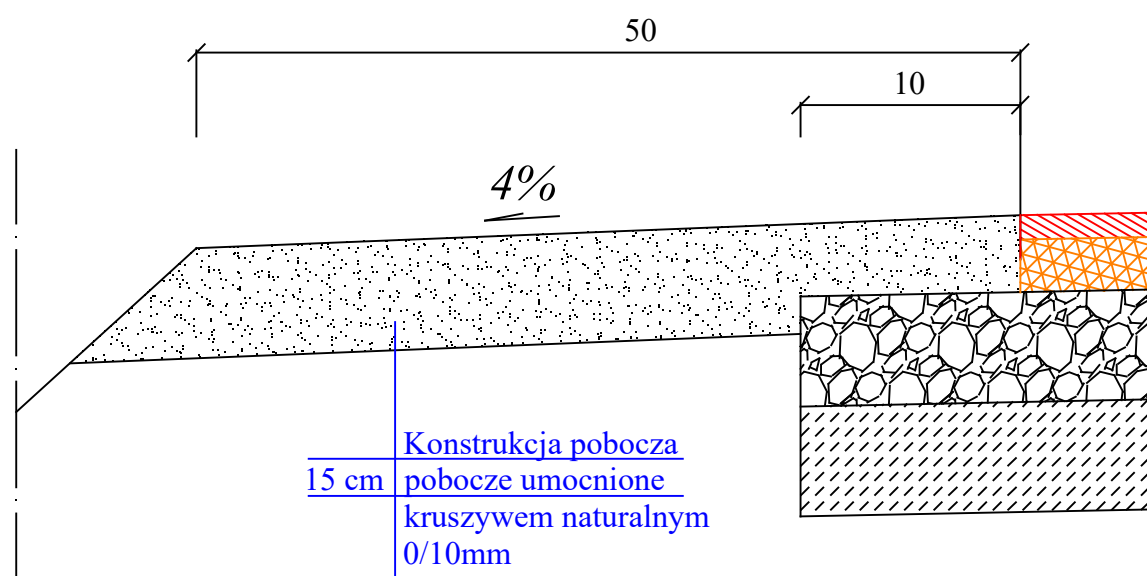 50
10
4%
Konstrukcja pobocza
15 cm pobocze umocnione
kruszywem naturalnym
0/10mm